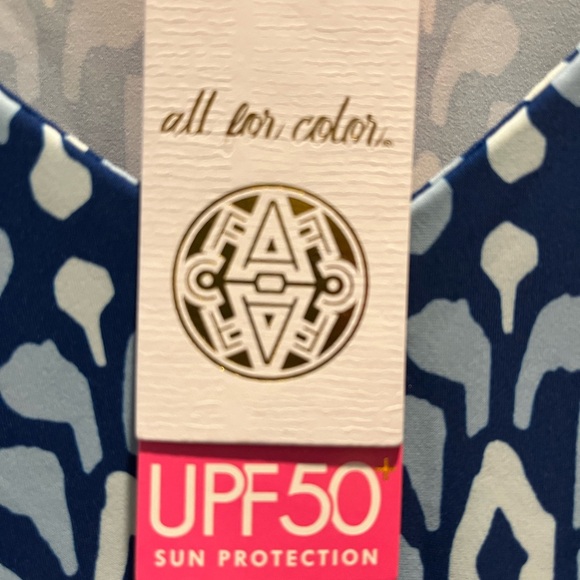 all for color®
UPF50+
SUN PROTECTION